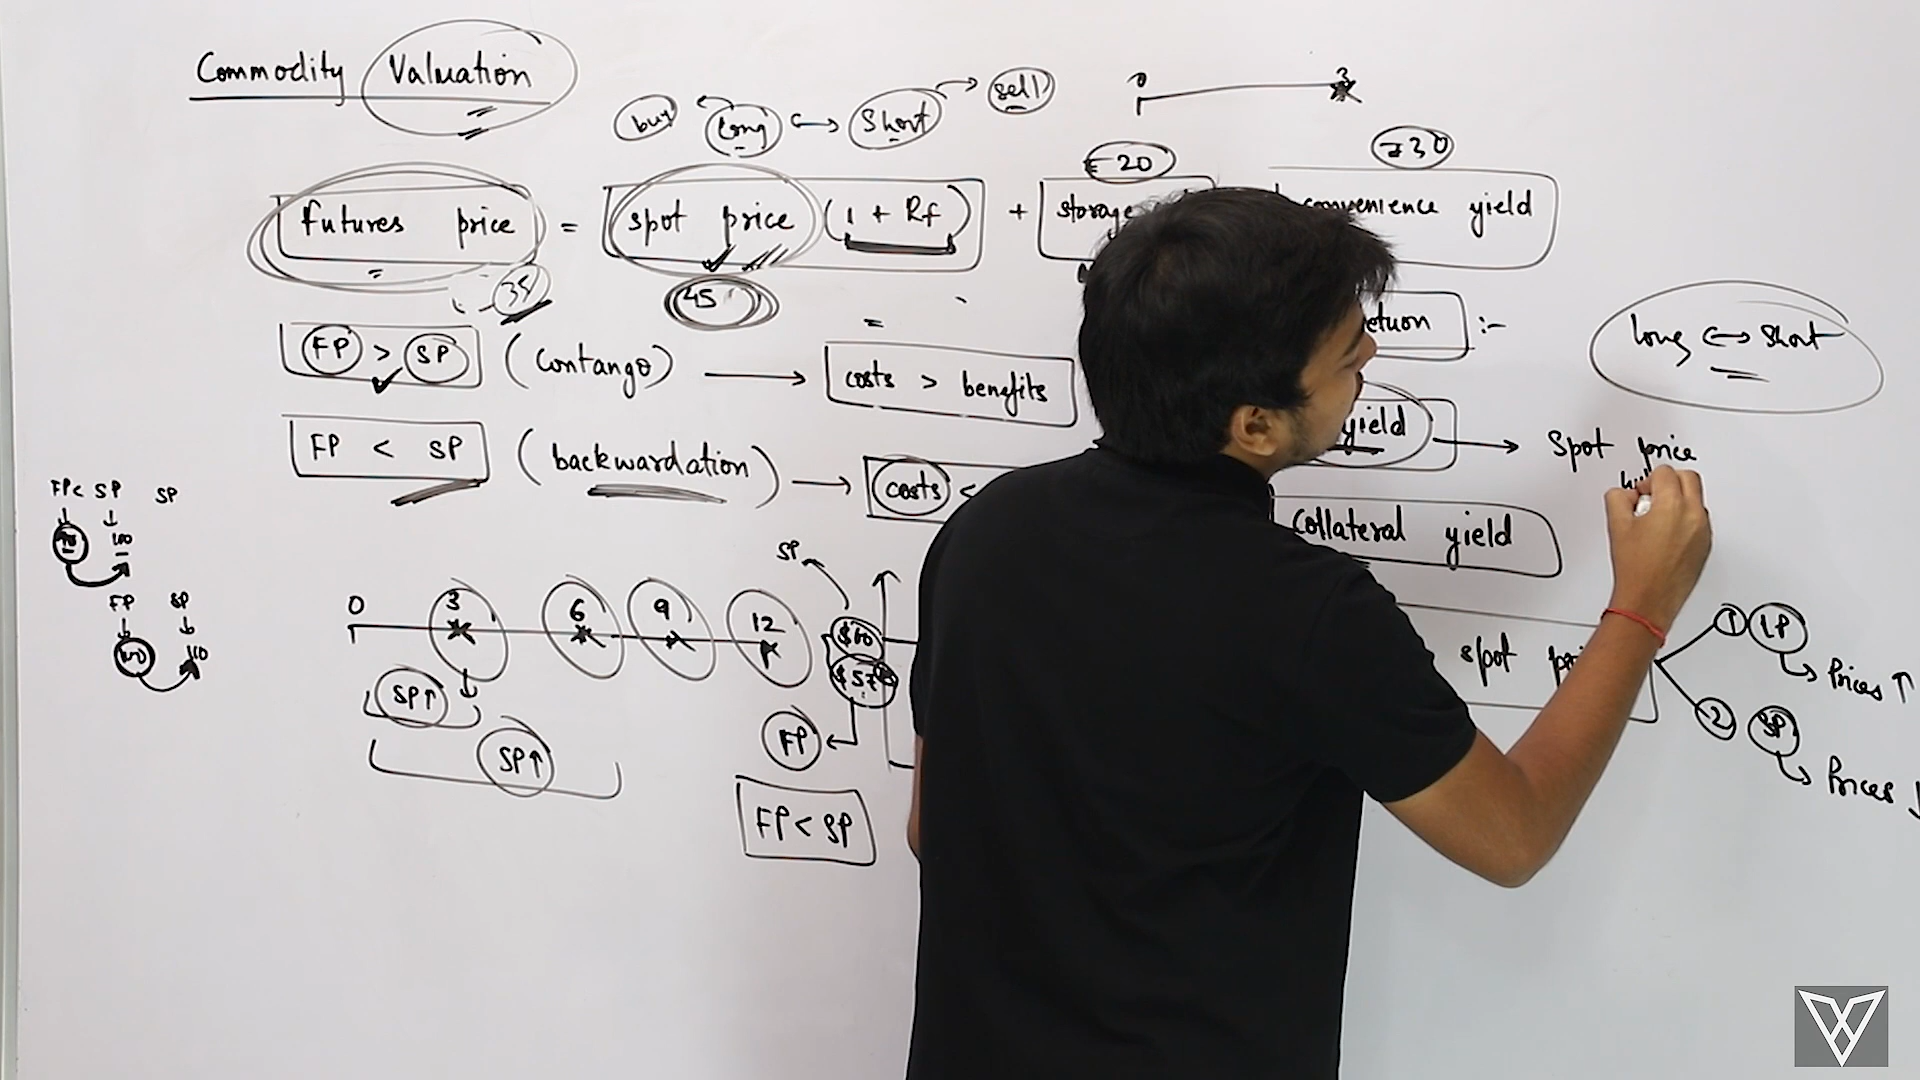 Commodity Valuation
buy Long ↔ Short → sell
0 3
20 30
futures price = spot price (1 + Rf) + storage convenience yield
35 45
FP > SP (contango) → costs > benefits
Long ↔ Short
FP < SP (backwardation) → costs <
yield → Spot price
FP < SP SP
100
Collateral yield
FP SP
0 3 6 9 12
SP $60
spot
1 LP → Prices ↑
SP↑
FP
2 SP → Prices ↓
SP↑
FP < SP